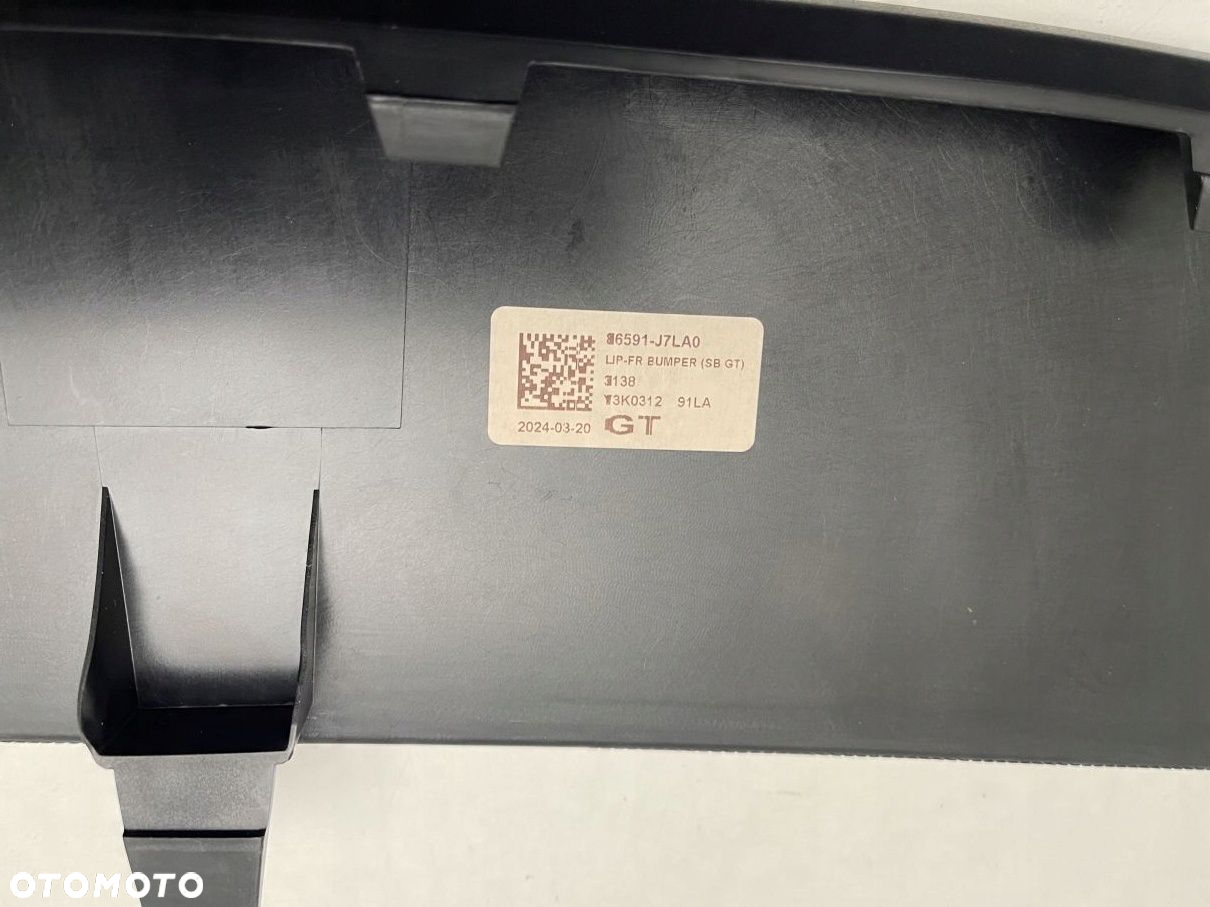 86591-J7LA0
LIP-FR BUMPER (SB GT)
3138
Y3K0312 91LA
2024-03-20 GT
OTOMOTO